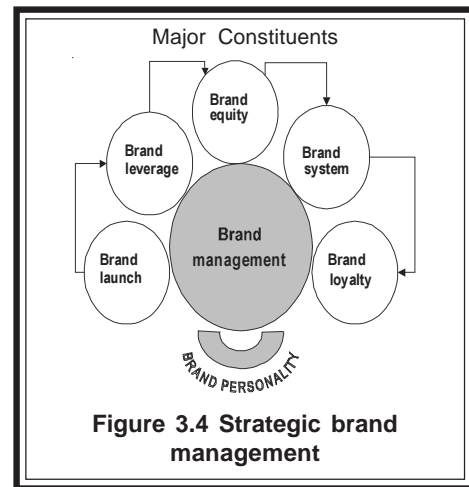 Major Constituents
Brand
equity
Brand
leverage
Brand
system
Brand
management
Brand
launch
Brand
loyalty
BRAND PERSONALITY
Figure 3.4 Strategic brand
management